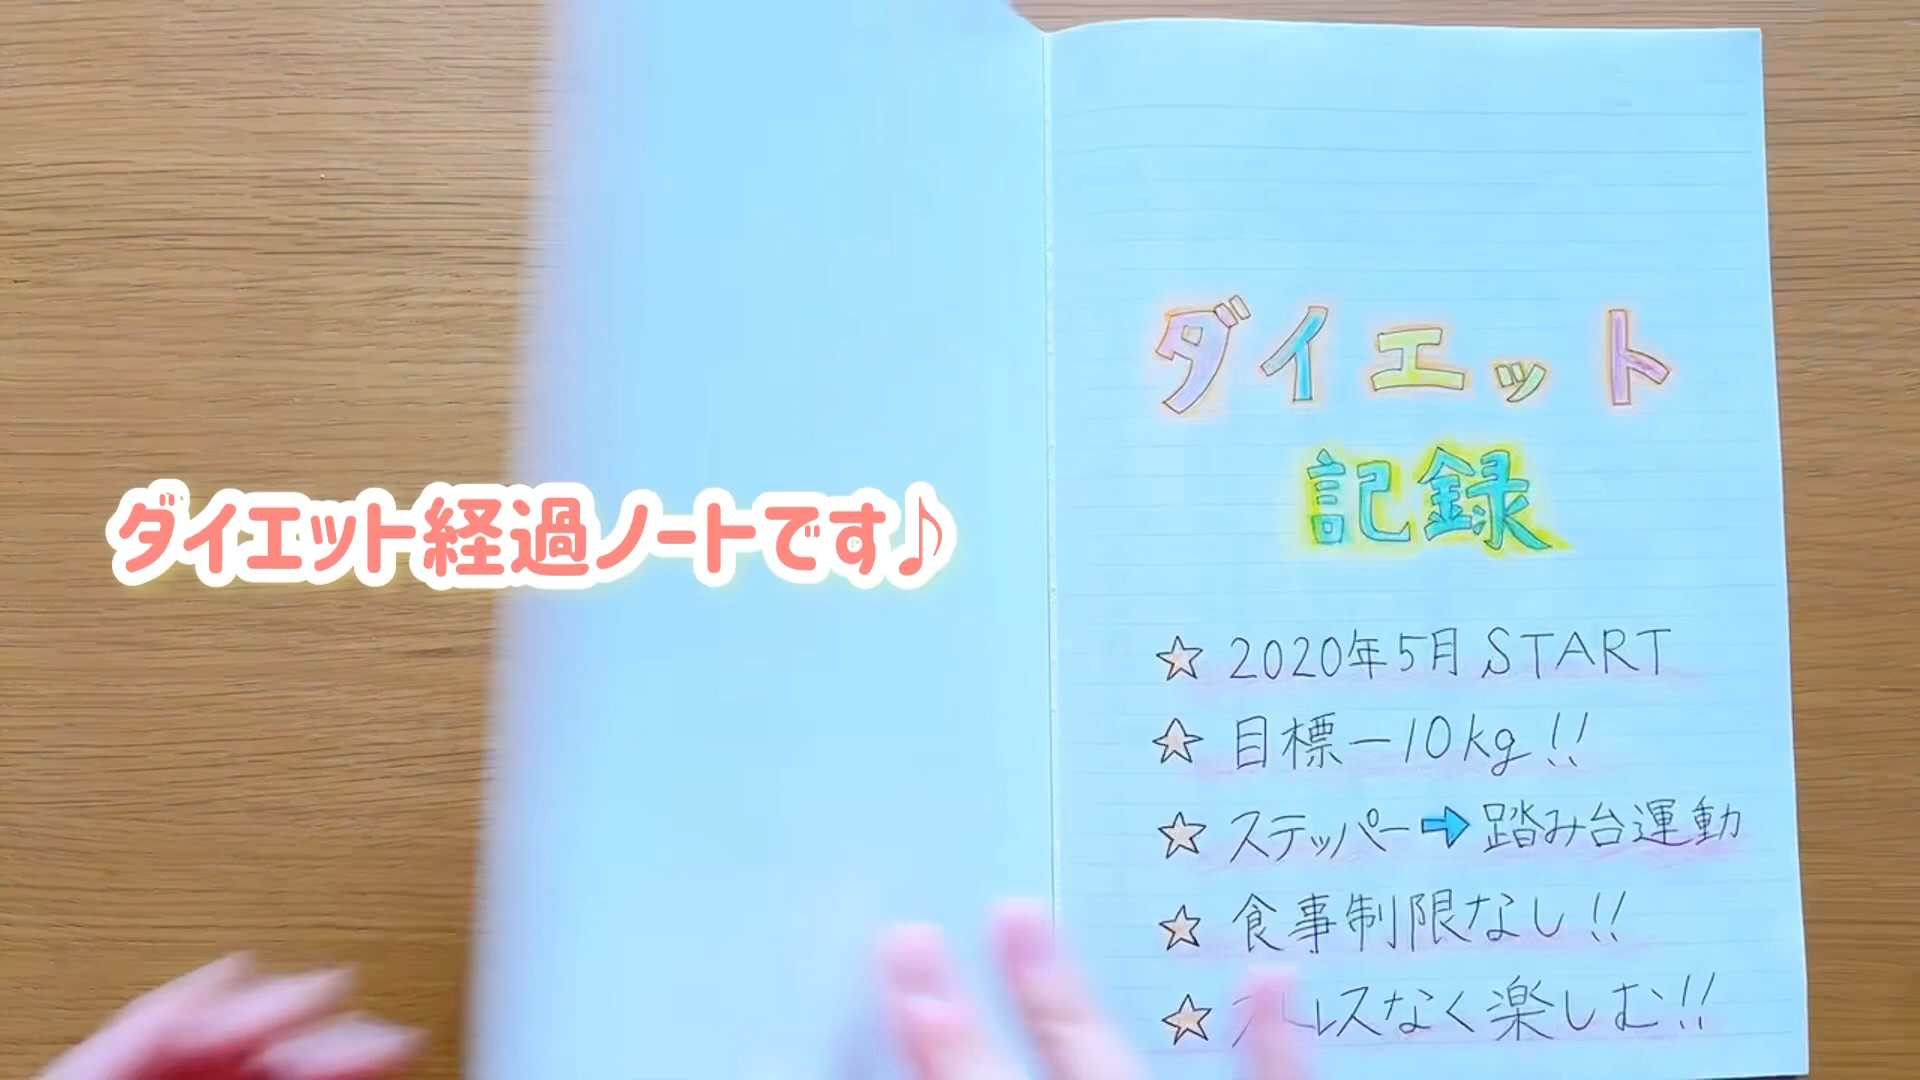 ダイエット経過ノートです♪
ダイエット
記録
☆ 2020年5月 START
☆ 目標－10kg!!
☆ ステッパー➡踏み台運動
☆ 食事制限なし!!
☆ レスなく楽しむ!!